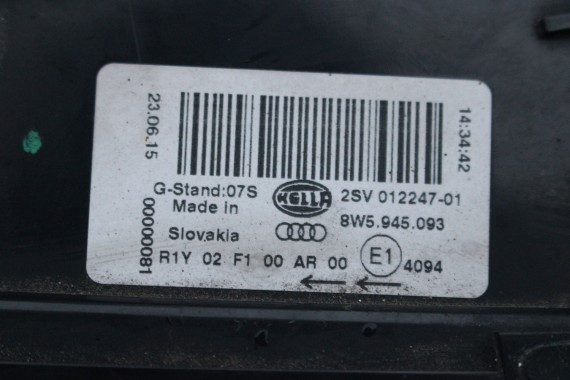 23.06.15
14:34:42
G-Stand:07S
HELLA
2SV 012247-01
Made in
8W5.945.093
Slovakia
00000081
R1Y 02 F1 00 AR 00
E1
4094